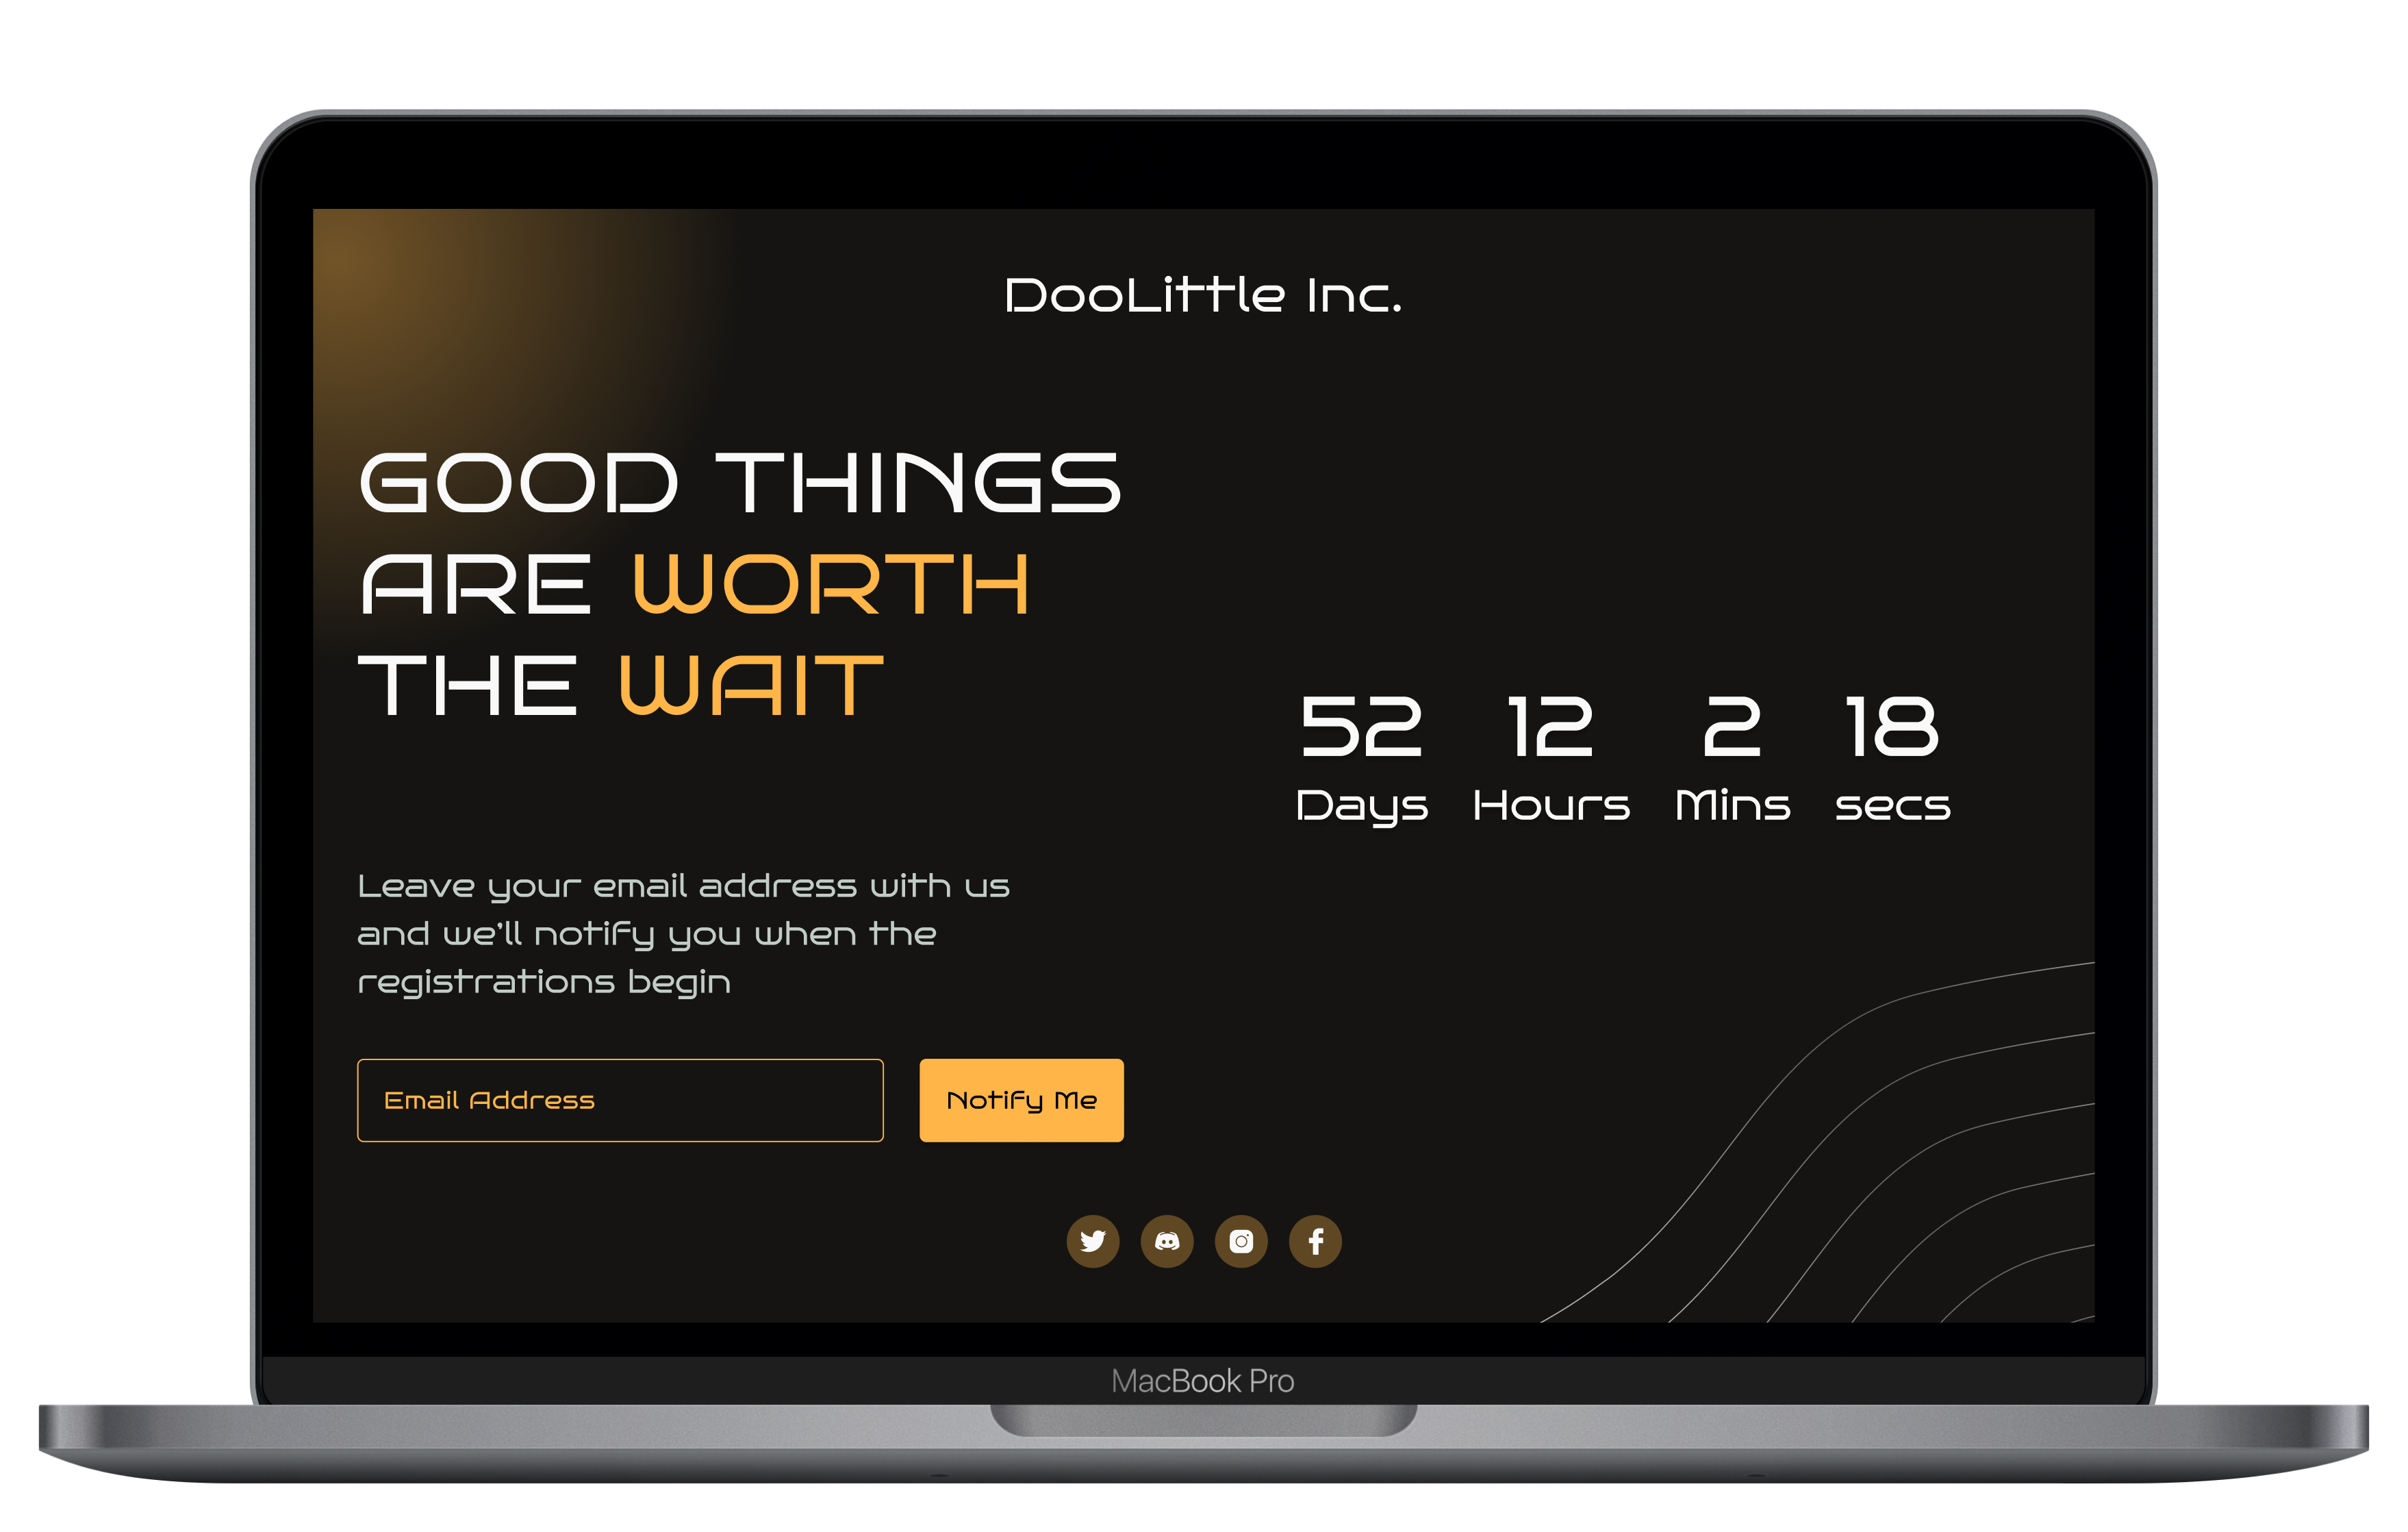 DooLittle Inc.
GOOD THINGS
ARE WORTH
THE WAIT
52 12 2 18
Days Hours Mins secs
Leave your email address with us
and we'll notify you when the
registrations begin
Email Address
Notify Me
MacBook Pro